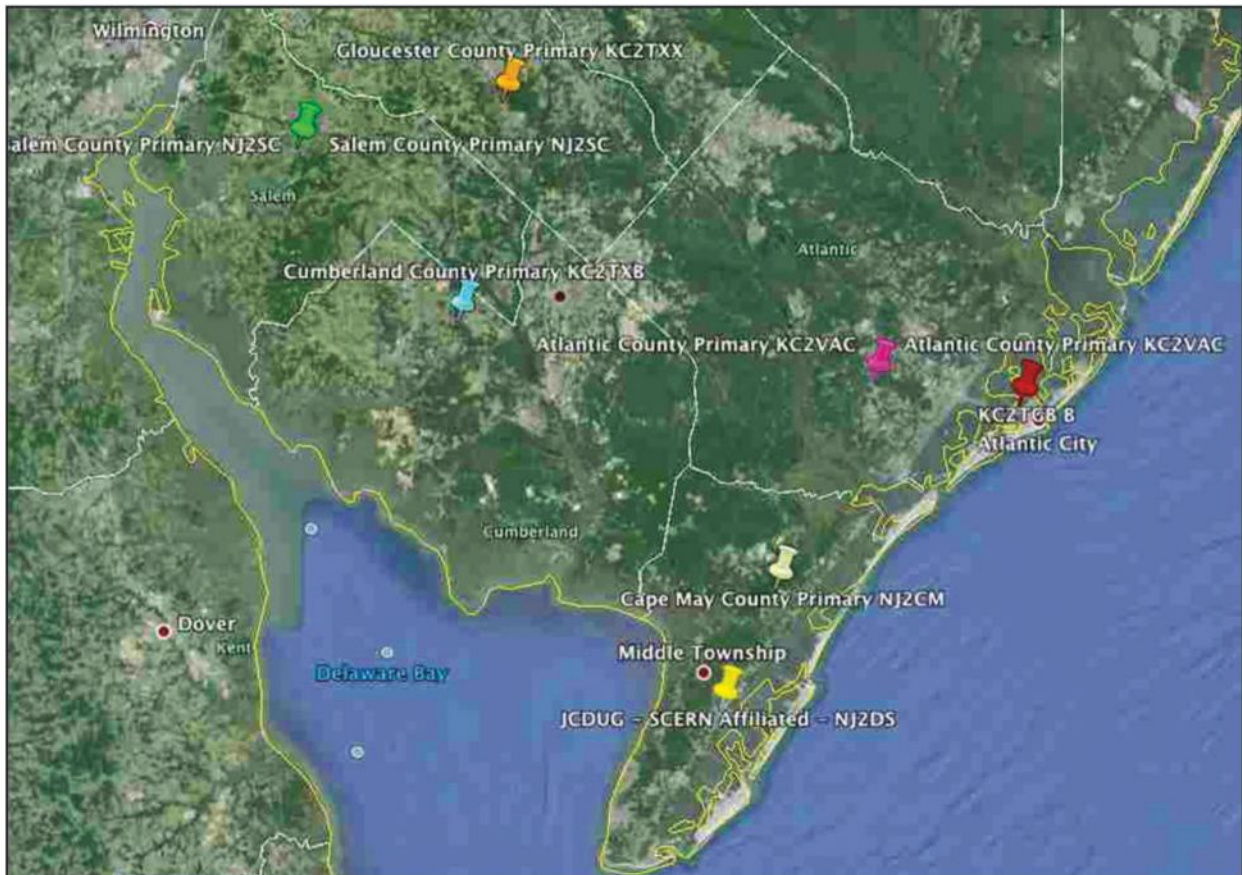 Wilmington
Gloucester County Primary KC2TXX
alem County Primary NJ2SC
Salem County Primary NJ2SC
Salem
Atlantic
Cumberland County Primary KC2TXB
Atlantic County Primary KC2VAC
Atlantic County Primary KC2VAC
KC2TGB B
Atlantic City
Cumberland
Cape May County Primary NJ2CM
Dover
Kent
Middle Township
Delaware Bay
JCDUG - SCERN Affiliated - NJ2DS